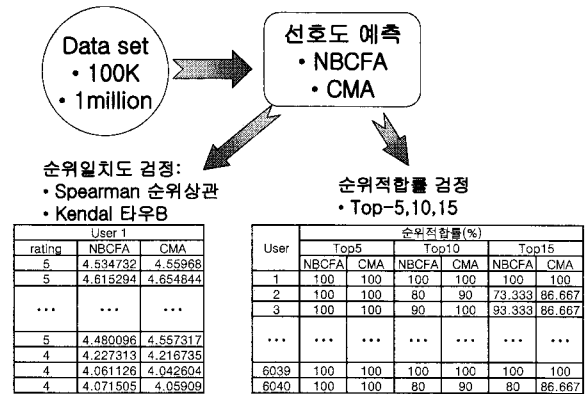 Data set
• 100K
• 1million
선호도 예측
• NBCFA
• CMA
순위일치도 검정:
• Spearman 순위상관
• Kendal 타우B
순위적합률 검정
• Top-5,10,15
User 1
rating NBCFA CMA
5 4.534732 4.55968
5 4.615294 4.654844
... ... ...
5 4.480096 4.557317
4 4.227313 4.216735
4 4.061126 4.042604
4 4.071505 4.05909
User 순위적합률(%)
Top5 Top10 Top15
NBCFA CMA NBCFA CMA NBCFA CMA
1 100 100 100 100 100 100
2 100 100 80 90 73.333 86.667
3 100 100 90 100 93.333 86.667
... ... ... ... ... ... ...
6039 100 100 100 100 100 100
6040 100 100 80 90 80 86.667